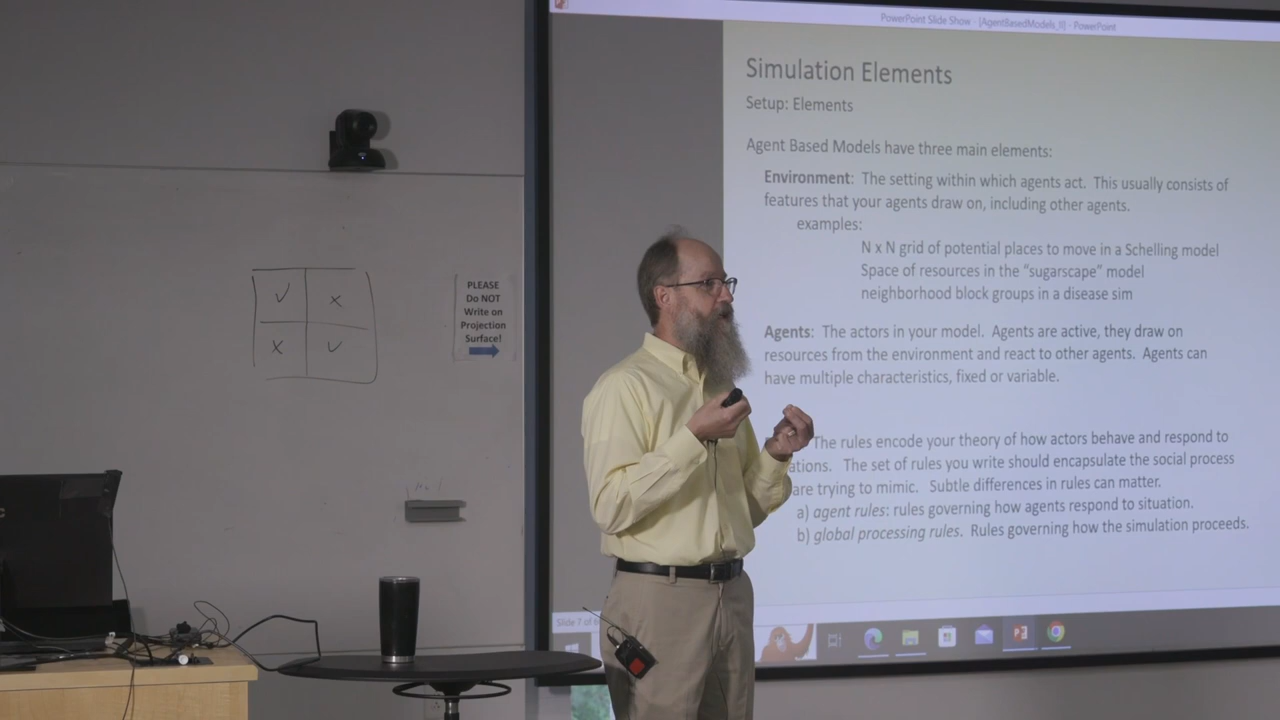 PowerPoint Slide Show - [AgentBasedModels_II] - PowerPoint
Simulation Elements
Setup: Elements
Agent Based Models have three main elements:
Environment: The setting within which agents act. This usually consists of
features that your agents draw on, including other agents.
examples:
N x N grid of potential places to move in a Schelling model
Space of resources in the “sugarscape” model
neighborhood block groups in a disease sim
Agents: The actors in your model. Agents are active, they draw on
resources from the environment and react to other agents. Agents can
have multiple characteristics, fixed or variable.
The rules encode your theory of how actors behave and respond to
ations. The set of rules you write should encapsulate the social process
are trying to mimic. Subtle differences in rules can matter.
a) agent rules: rules governing how agents respond to situation.
b) global processing rules. Rules governing how the simulation proceeds.
Slide 7 of
PLEASE
Do NOT
Write on
Projection
Surface!
✓ x
x ✓